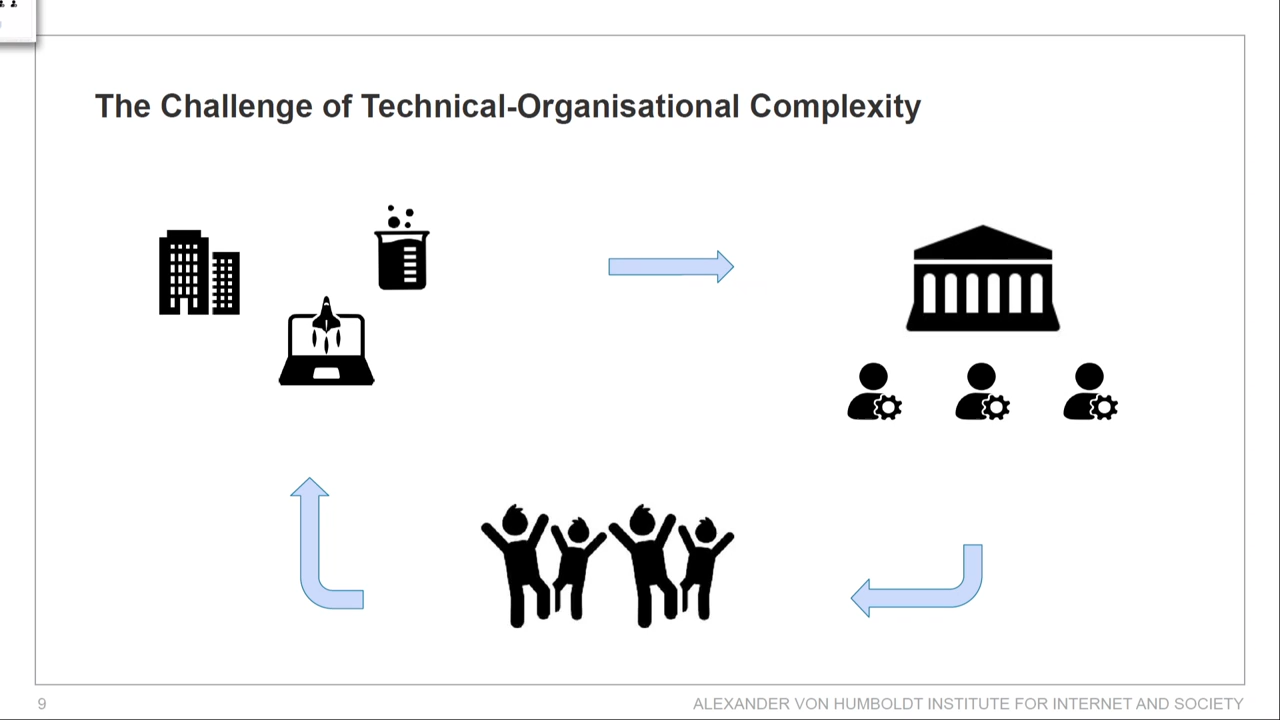 The Challenge of Technical-Organisational Complexity
9
ALEXANDER VON HUMBOLDT INSTITUTE FOR INTERNET AND SOCIETY